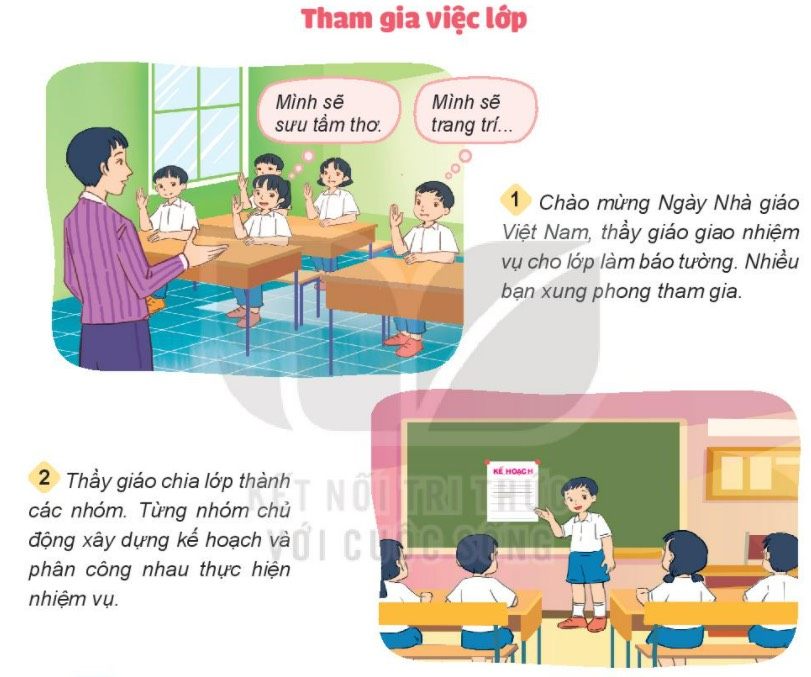 Tham gia việc lớp
Mình sẽ
sưu tầm thơ.
Mình sẽ
trang trí...
1 Chào mừng Ngày Nhà giáo
Việt Nam, thầy giáo giao nhiệm
vụ cho lớp làm báo tường. Nhiều
bạn xung phong tham gia.
2 Thầy giáo chia lớp thành
các nhóm. Từng nhóm chủ
động xây dựng kế hoạch và
phân công nhau thực hiện
nhiệm vụ.
KẾ HOẠCH
KẾT NỐI TRI THỨC
VỚI CUỘC SỐNG